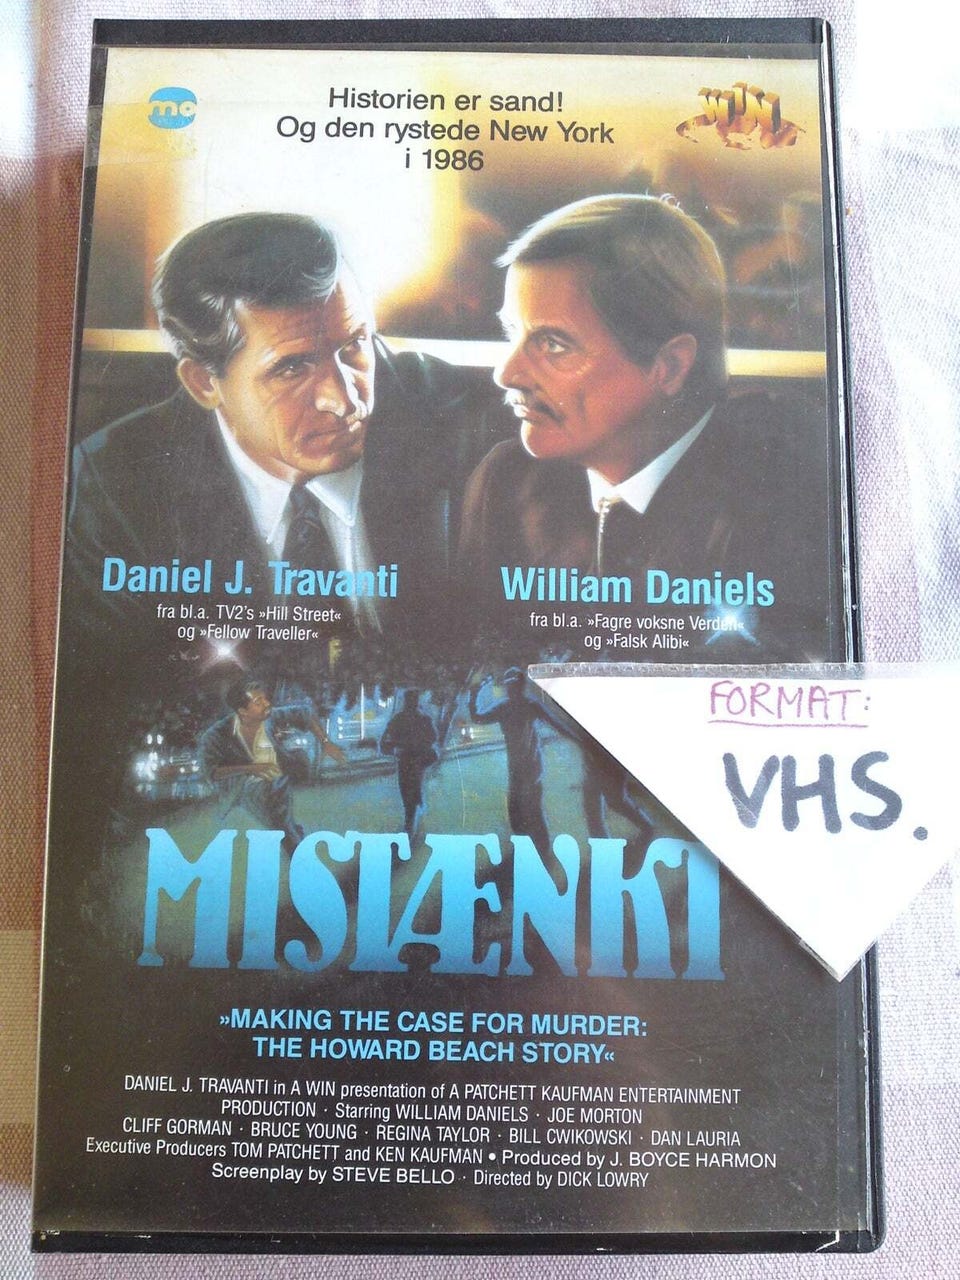 mo
Historien er sand!
Og den rystede New York
i 1986
WIN
Daniel J. Travanti
fra bl.a. TV2's »Hill Street«
og »Fellow Traveller«
William Daniels
fra bl.a. »Fagre voksne Verden«
og »Falsk Alibi«
FORMAT:
VHS.
MISTÆNKT
»MAKING THE CASE FOR MURDER:
THE HOWARD BEACH STORY«
DANIEL J. TRAVANTI in A WIN presentation of A PATCHETT KAUFMAN ENTERTAINMENT
PRODUCTION · Starring WILLIAM DANIELS · JOE MORTON
CLIFF GORMAN · BRUCE YOUNG · REGINA TAYLOR · BILL CWIKOWSKI · DAN LAURIA
Executive Producers TOM PATCHETT and KEN KAUFMAN • Produced by J. BOYCE HARMON
Screenplay by STEVE BELLO · Directed by DICK LOWRY